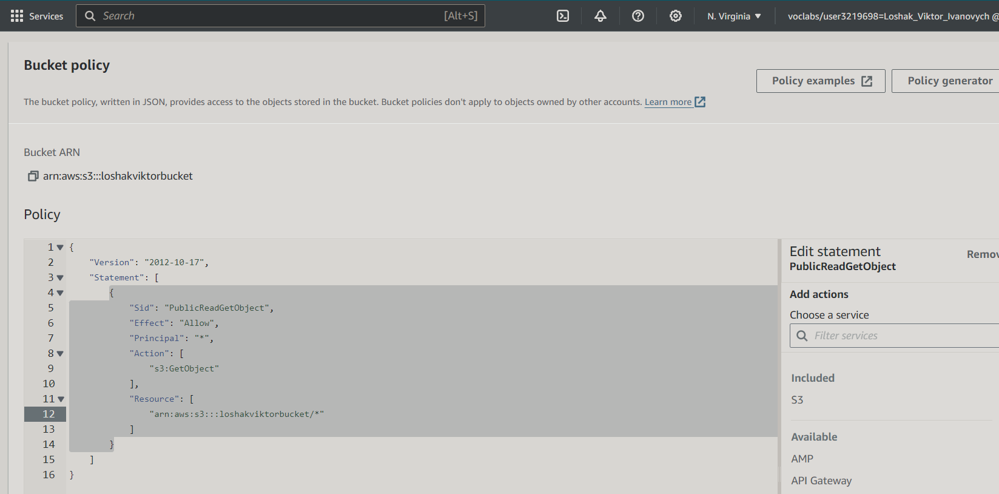 Services
Search [Alt+S]
N. Virginia ▼
voclabs/user3219698=Loshak_Viktor_Ivanovych @
Bucket policy
Policy examples
Policy generator
The bucket policy, written in JSON, provides access to the objects stored in the bucket. Bucket policies don't apply to objects owned by other accounts. Learn more
Bucket ARN
arn:aws:s3:::loshakviktorbucket
Policy
1 {
2 "Version": "2012-10-17",
3 "Statement": [
4 {
5 "Sid": "PublicReadGetObject",
6 "Effect": "Allow",
7 "Principal": "*",
8 "Action": [
9 "s3:GetObject"
10 ],
11 "Resource": [
12 "arn:aws:s3:::loshakviktorbucket/*"
13 ]
14 }
15 ]
16 }
Edit statement
Remov
PublicReadGetObject
Add actions
Choose a service
Filter services
Included
S3
Available
AMP
API Gateway